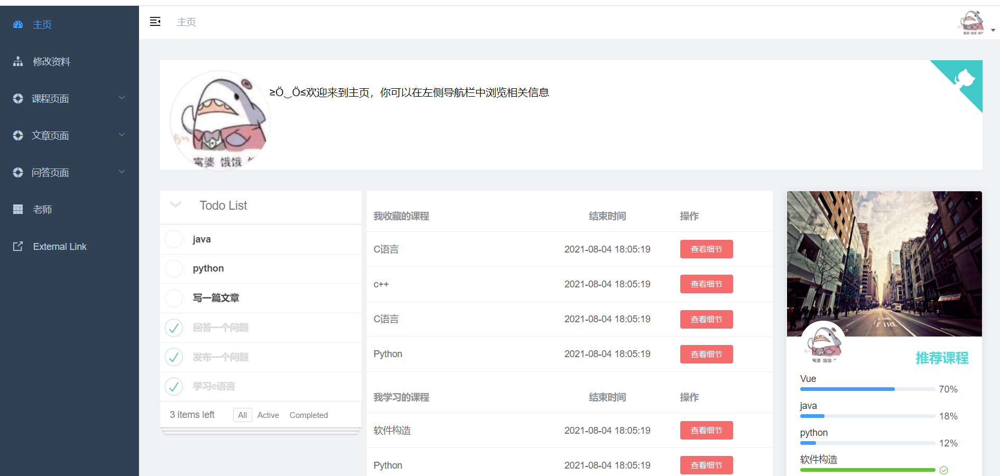 主页
修改资料
课程页面
文章页面
问答页面
老师
External Link
主页
≥Ö‿Ö≤欢迎来到主页，你可以在左侧导航栏中浏览相关信息
富婆 饿饿
Todo List
java
python
写一篇文章
回答一个问题
发布一个问题
学习c语言
3 items left All Active Completed
我收藏的课程 结束时间 操作
C语言 2021-08-04 18:05:19 查看细节
c++ 2021-08-04 18:05:19 查看细节
C语言 2021-08-04 18:05:19 查看细节
Python 2021-08-04 18:05:19 查看细节
我学习的课程 结束时间 操作
软件构造 2021-08-04 18:05:19 查看细节
Python 2021-08-04 18:05:19 查看细节
LANE
FIRE
推荐课程
Vue
70%
java
18%
python
12%
软件构造